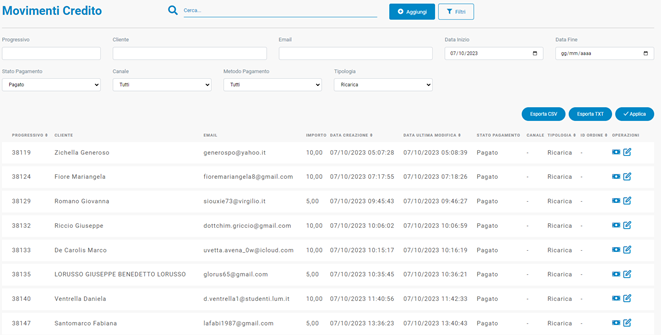 Movimenti Credito
Cerca...
Aggiungi
Filtri
Progressivo Cliente Email Data Inizio Data Fine
07/10/2023 gg/mm/aaaa
Stato Pagamento Canale Metodo Pagamento Tipologia
Pagato Tutti Tutti Ricarica
Esporta CSV Esporta TXT Applica
PROGRESSIVO CLIENTE EMAIL IMPORTO DATA CREAZIONE DATA ULTIMA MODIFICA STATO PAGAMENTO CANALE TIPOLOGIA ID ORDINE OPERAZIONI
38119 Zichella Generoso generospo@yahoo.it 10,00 07/10/2023 05:07:28 07/10/2023 05:08:39 Pagato - Ricarica -
38124 Fiore Mariangela fioremariangela8@gmail.com 10,00 07/10/2023 07:17:55 07/10/2023 07:18:26 Pagato - Ricarica -
38129 Romano Giovanna siouxie73@virgilio.it 5,00 07/10/2023 09:45:43 07/10/2023 09:46:27 Pagato - Ricarica -
38132 Riccio Giuseppe dottchim.griccio@gmail.com 10,00 07/10/2023 10:06:02 07/10/2023 10:06:59 Pagato - Ricarica -
38133 De Carolis Marco uvetta.avena_0w@icloud.com 10,00 07/10/2023 10:15:17 07/10/2023 10:16:19 Pagato - Ricarica -
38135 LORUSSO GIUSEPPE BENEDETTO LORUSSO glorus65@gmail.com 5,00 07/10/2023 10:35:45 07/10/2023 10:36:21 Pagato - Ricarica -
38140 Ventrella Daniela d.ventrella1@studenti.lum.it 10,00 07/10/2023 11:40:56 07/10/2023 11:42:33 Pagato - Ricarica -
38147 Santomarco Fabiana lafabi1987@gmail.com 5,00 07/10/2023 13:36:23 07/10/2023 13:40:43 Pagato - Ricarica -